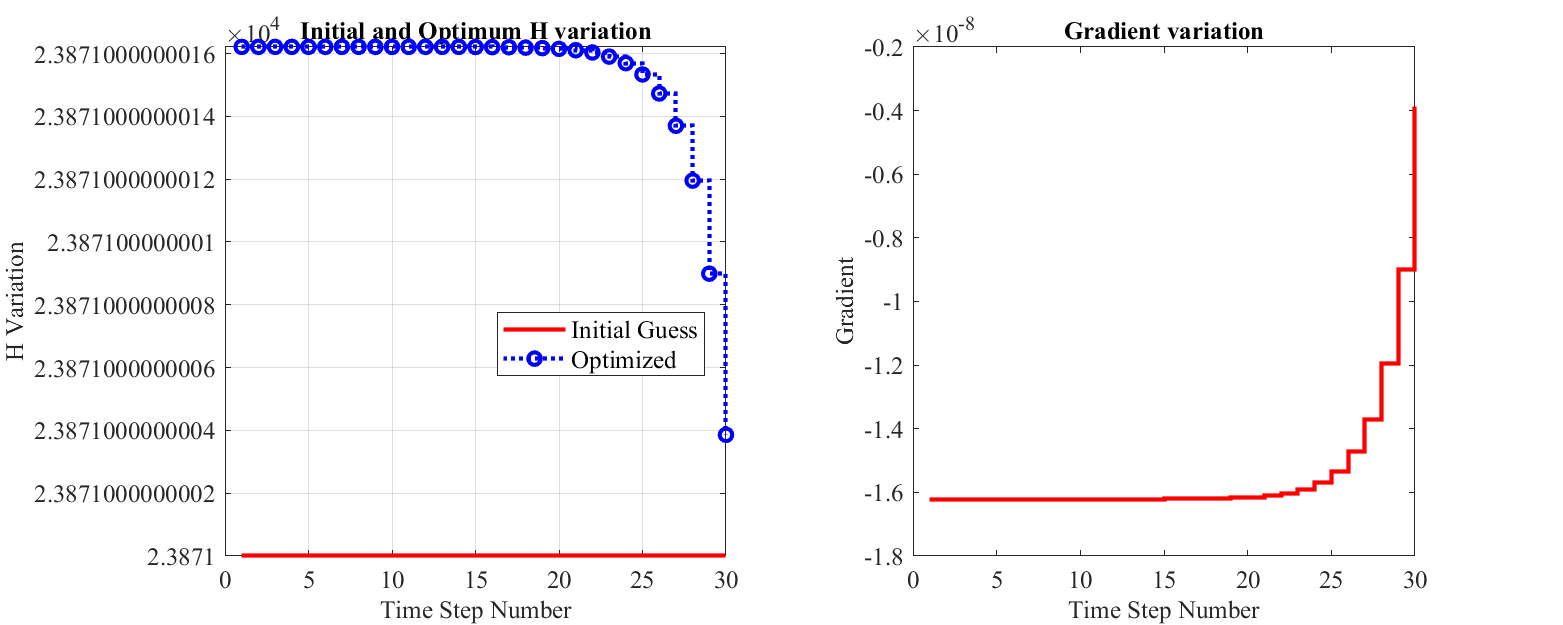 ×10^4
Initial and Optimum H variation
2.3871000000016
2.3871000000014
2.3871000000012
2.387100000001
2.3871000000008
2.3871000000006
2.3871000000004
2.3871000000002
2.3871
H Variation
Initial Guess
Optimized
0 5 10 15 20 25 30
Time Step Number
×10^-8
Gradient variation
-0.2
-0.4
-0.6
-0.8
-1
-1.2
-1.4
-1.6
-1.8
Gradient
0 5 10 15 20 25 30
Time Step Number